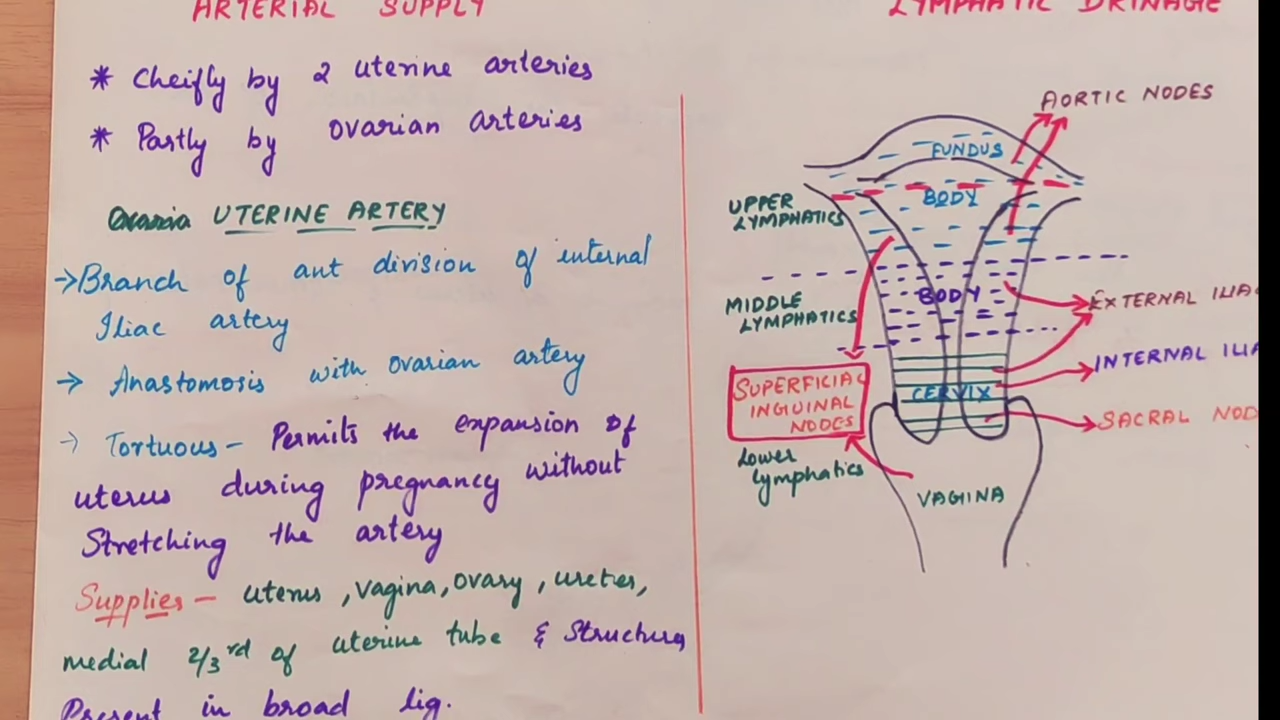 ARTERIAL SUPPLY
* Cheifly by 2 uterine arteries
* Partly by ovarian arteries
UTERINE ARTERY
→ Branch of ant division of internal
Iliac artery
→ Anastomosis with ovarian artery
→ Tortuous - Permits the expansion of
uterus during pregnancy without
Stretching the artery
Supplies - uterus, vagina, ovary, ureter,
medial 2/3rd of uterine tube & structures
Present in broad lig.
LYMPHATIC DRINAGE
AORTIC NODES
FUNDUS
BODY
UPPER
LYMPHATICS
BODY
MIDDLE
LYMPHATICS
EXTERNAL ILIAC
INTERNAL ILIA
CERVIX
SUPERFICIAL
INGUINAL
NODES
SACRAL NOD
Lower
lymphatics
VAGINA